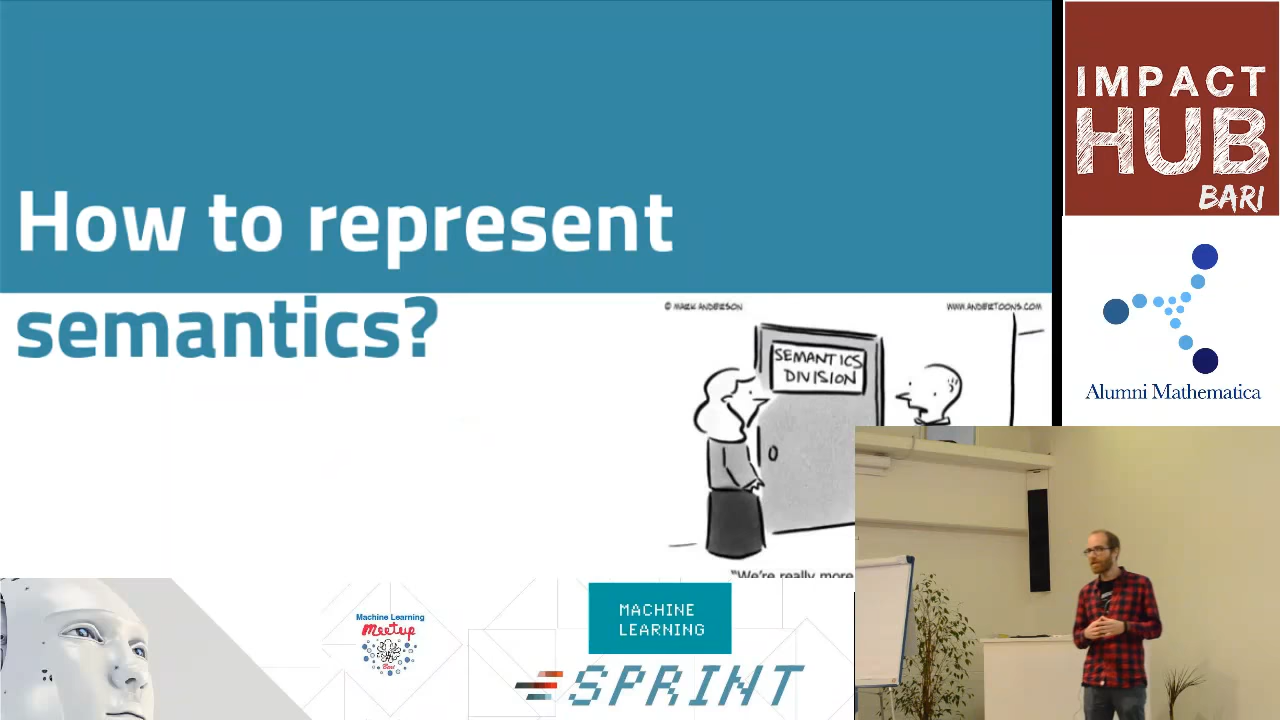 How to represent
semantics?
© MARK ANDERSON
WWW.ANDERTOONS.COM
SEMANTICS
DIVISION
"We're really more
IMPACT
HUB
BARI
Alumni Mathematica
Machine Learning
Meetup
Bari
MACHINE
LEARNING
SPRINT